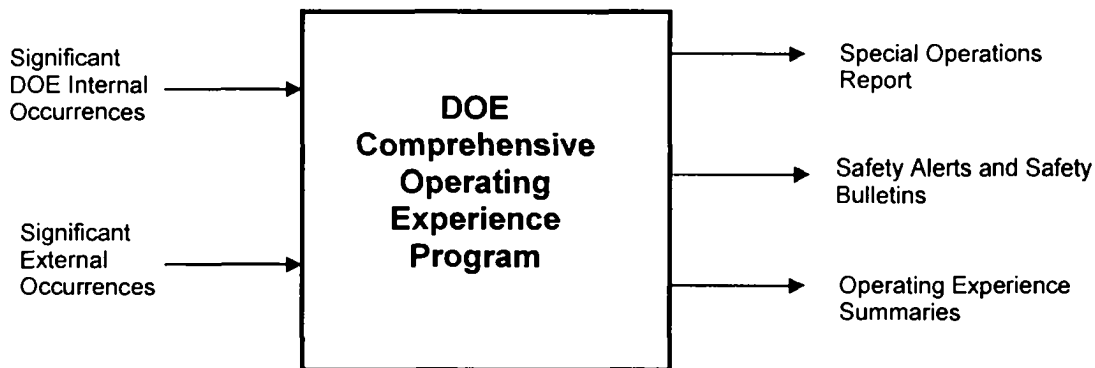 Significant
DOE Internal
Occurrences
Significant
External
Occurrences
DOE
Comprehensive
Operating
Experience
Program
Special Operations
Report
Safety Alerts and Safety
Bulletins
Operating Experience
Summaries